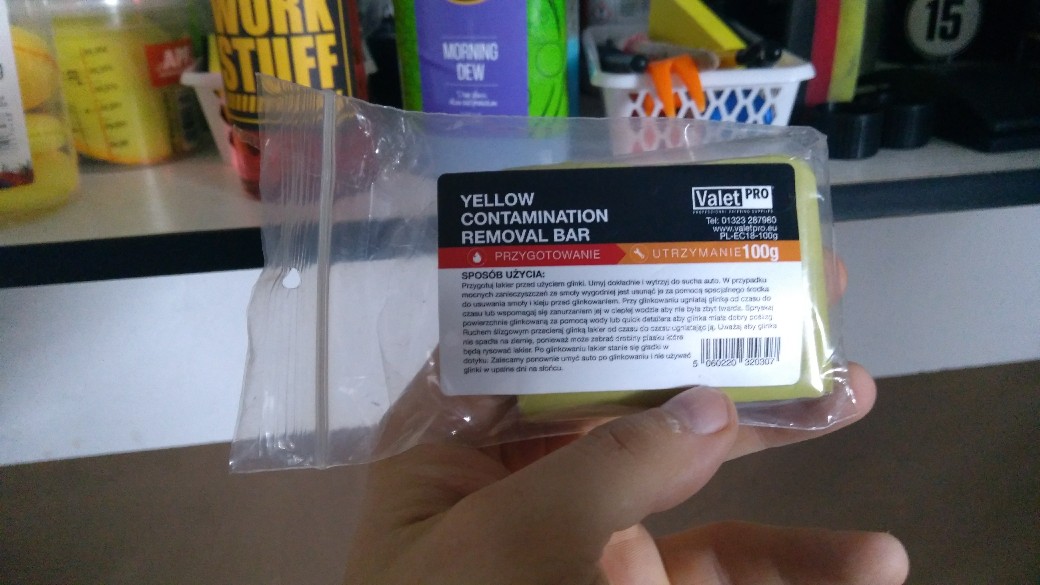 WORK
STUFF
MORNING
DEW
15
YELLOW
CONTAMINATION
REMOVAL BAR
Valet PRO
Tel: 01323 287980
www.valetpro.eu
PL-EC18-100g
PRZYGOTOWANIE
UTRZYMANIE 100g
SPOSÓB UŻYCIA:
Przygotuj lakier przed użyciem glinki. Umyj dokładnie i wytrzyj do sucha auto. W przypadku
mocnych zanieczyszczeń ze smoły wygodniej jest usunąć je za pomocą specjalnego środka
do usuwania smoły i kleju przed glinkowaniem. Przy glinkowaniu ugniataj glinkę od czasu do
czasu lub wspomagaj się zanurzeniem jej w ciepłej wodzie aby nie była zbyt twarda. Spryskaj
powierzchnie glinkowaną za pomocą wody lub quick detailera aby glinka miała dobry poślizg.
Ruchem ślizgowym przecieraj glinką lakier od czasu do czasu ugniatając ją. Uważaj aby glinka
nie spadła na ziemię, ponieważ może zebrać drobiny piasku które
będą rysować lakier. Po glinkowaniu lakier stanie się gładki w
dotyku. Zalecamy ponownie umyć auto po glinkowaniu i nie używać
glinki w upalne dni na słońcu.
5 060220 320307